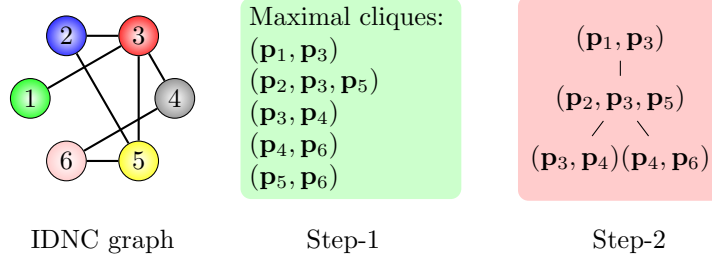 2 3
1 4
6 5
IDNC graph
Maximal cliques:
(p₁, p₃)
(p₂, p₃, p₅)
(p₃, p₄)
(p₄, p₆)
(p₅, p₆)
Step-1
(p₁, p₃)
(p₂, p₃, p₅)
(p₃, p₄)(p₄, p₆)
Step-2